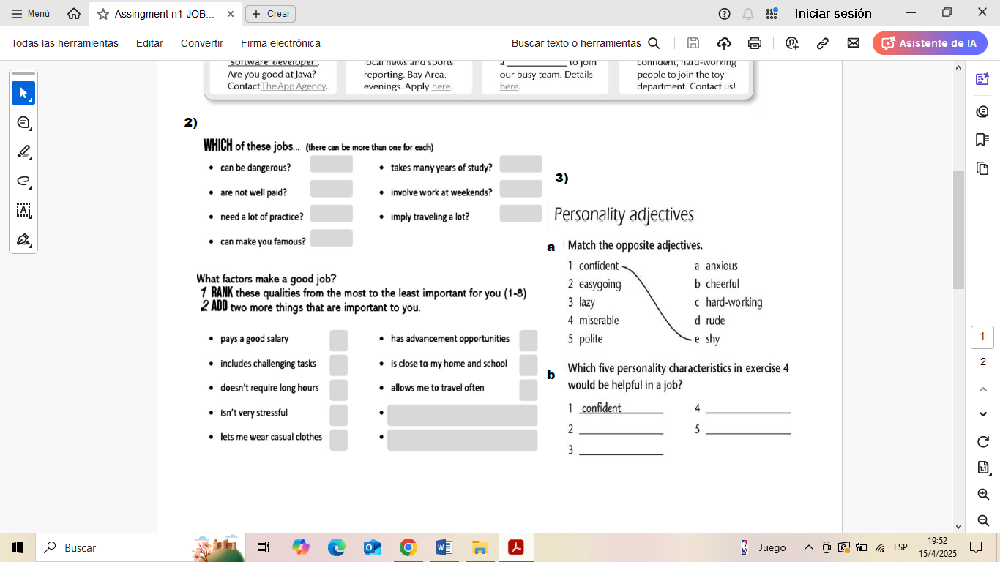 Menú
Assingment n1-JOB...
Crear
Iniciar sesión
Todas las herramientas
Editar
Convertir
Firma electrónica
Buscar texto o herramientas
Asistente de IA
software developer.
Are you good at Java?
Contact The App Agency.
local news and sports
reporting. Bay Area,
evenings. Apply here.
a ____________ to join
our busy team. Details
here.
confident, hard-working
people to join the toy
department. Contact us!
2)
WHICH of these jobs... (there can be more than one for each)
• can be dangerous?
• are not well paid?
• need a lot of practice?
• can make you famous?
• takes many years of study?
• involve work at weekends?
• imply traveling a lot?
What factors make a good job?
1 RANK these qualities from the most to the least important for you (1-8)
2 ADD two more things that are important to you.
• pays a good salary
• includes challenging tasks
• doesn't require long hours
• isn't very stressful
• lets me wear casual clothes
• has advancement opportunities
• is close to my home and school
• allows me to travel often
•
•
3)
Personality adjectives
a Match the opposite adjectives.
1 confident
2 easygoing
3 lazy
4 miserable
5 polite
a anxious
b cheerful
c hard-working
d rude
e shy
b Which five personality characteristics in exercise 4
would be helpful in a job?
1 confident
2 ____________
3 ____________
4 ____________
5 ____________
1
2
1:1
Buscar
Juego
ESP
19:52
15/4/2025